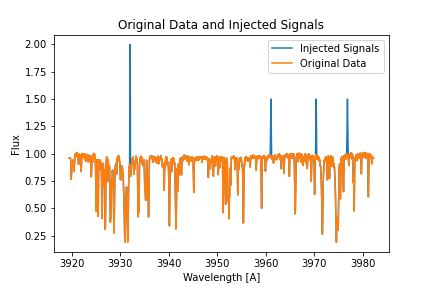 Original Data and Injected Signals
Injected Signals
Original Data
Flux
2.00
1.75
1.50
1.25
1.00
0.75
0.50
0.25
3920 3930 3940 3950 3960 3970 3980
Wavelength [A]